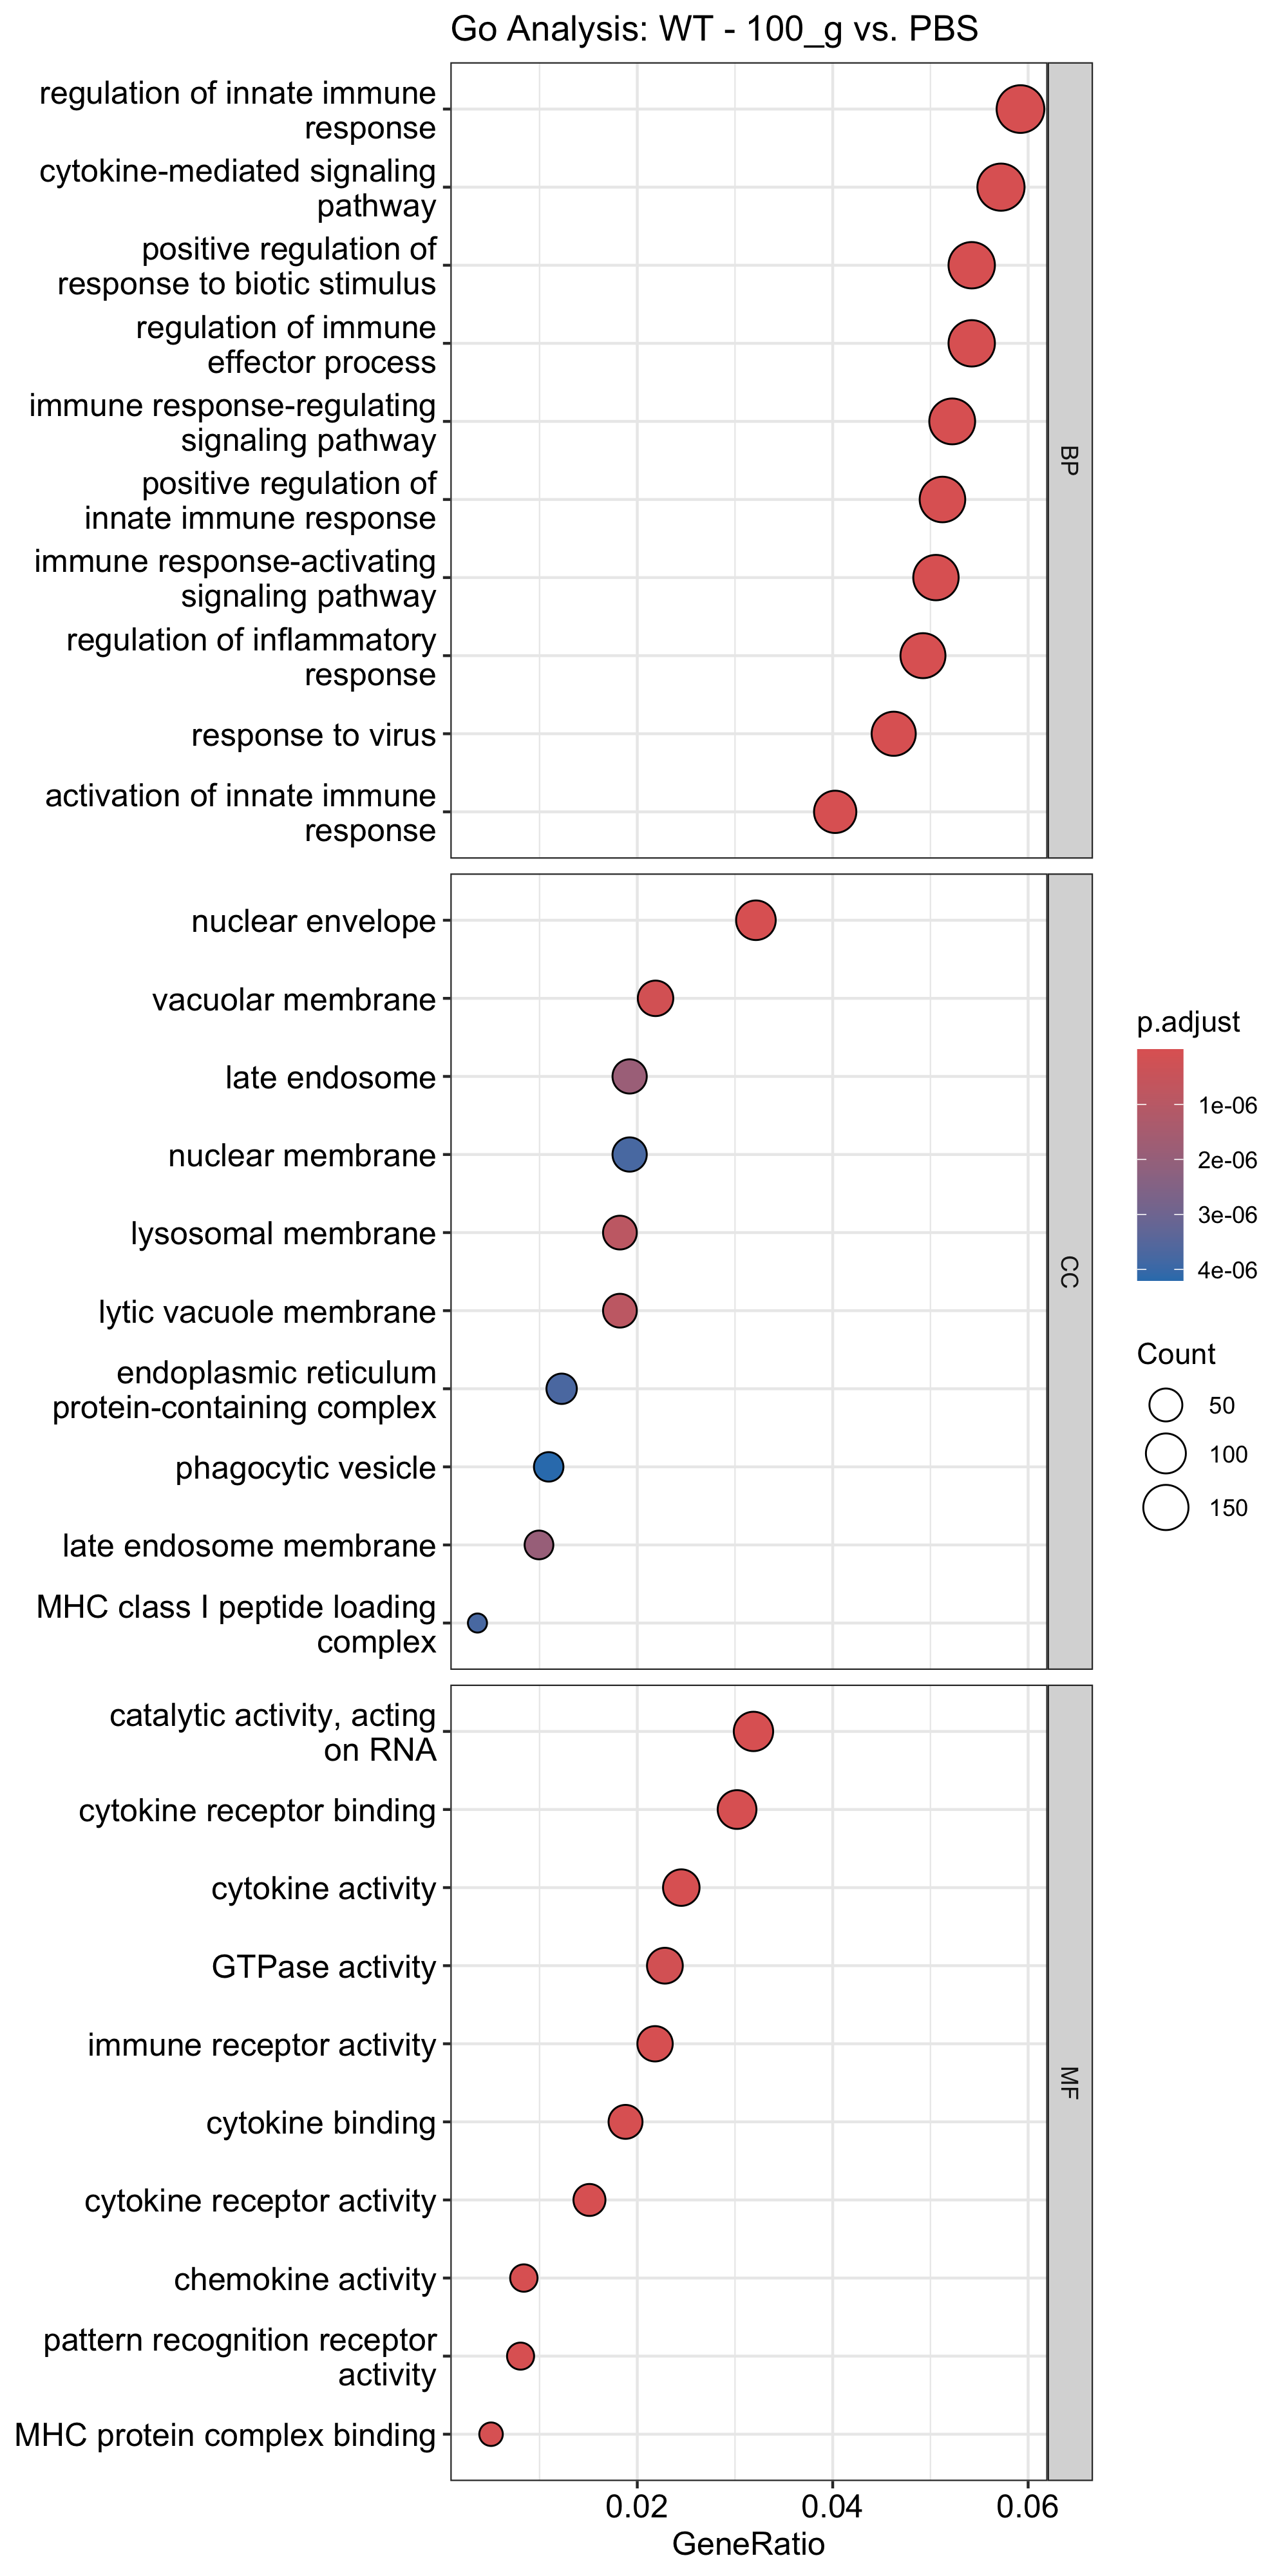 Go Analysis: WT - 100_g vs. PBS
regulation of innate immune
response
cytokine-mediated signaling
pathway
positive regulation of
response to biotic stimulus
regulation of immune
effector process
immune response-regulating
signaling pathway
positive regulation of
innate immune response
immune response-activating
signaling pathway
regulation of inflammatory
response
response to virus
activation of innate immune
response
BP
nuclear envelope
vacuolar membrane
late endosome
nuclear membrane
lysosomal membrane
lytic vacuole membrane
endoplasmic reticulum
protein-containing complex
phagocytic vesicle
late endosome membrane
MHC class I peptide loading
complex
CC
catalytic activity, acting
on RNA
cytokine receptor binding
cytokine activity
GTPase activity
immune receptor activity
cytokine binding
cytokine receptor activity
chemokine activity
pattern recognition receptor
activity
MHC protein complex binding
MF
0.02 0.04 0.06
GeneRatio
p.adjust
1e-06
2e-06
3e-06
4e-06
Count
50
100
150